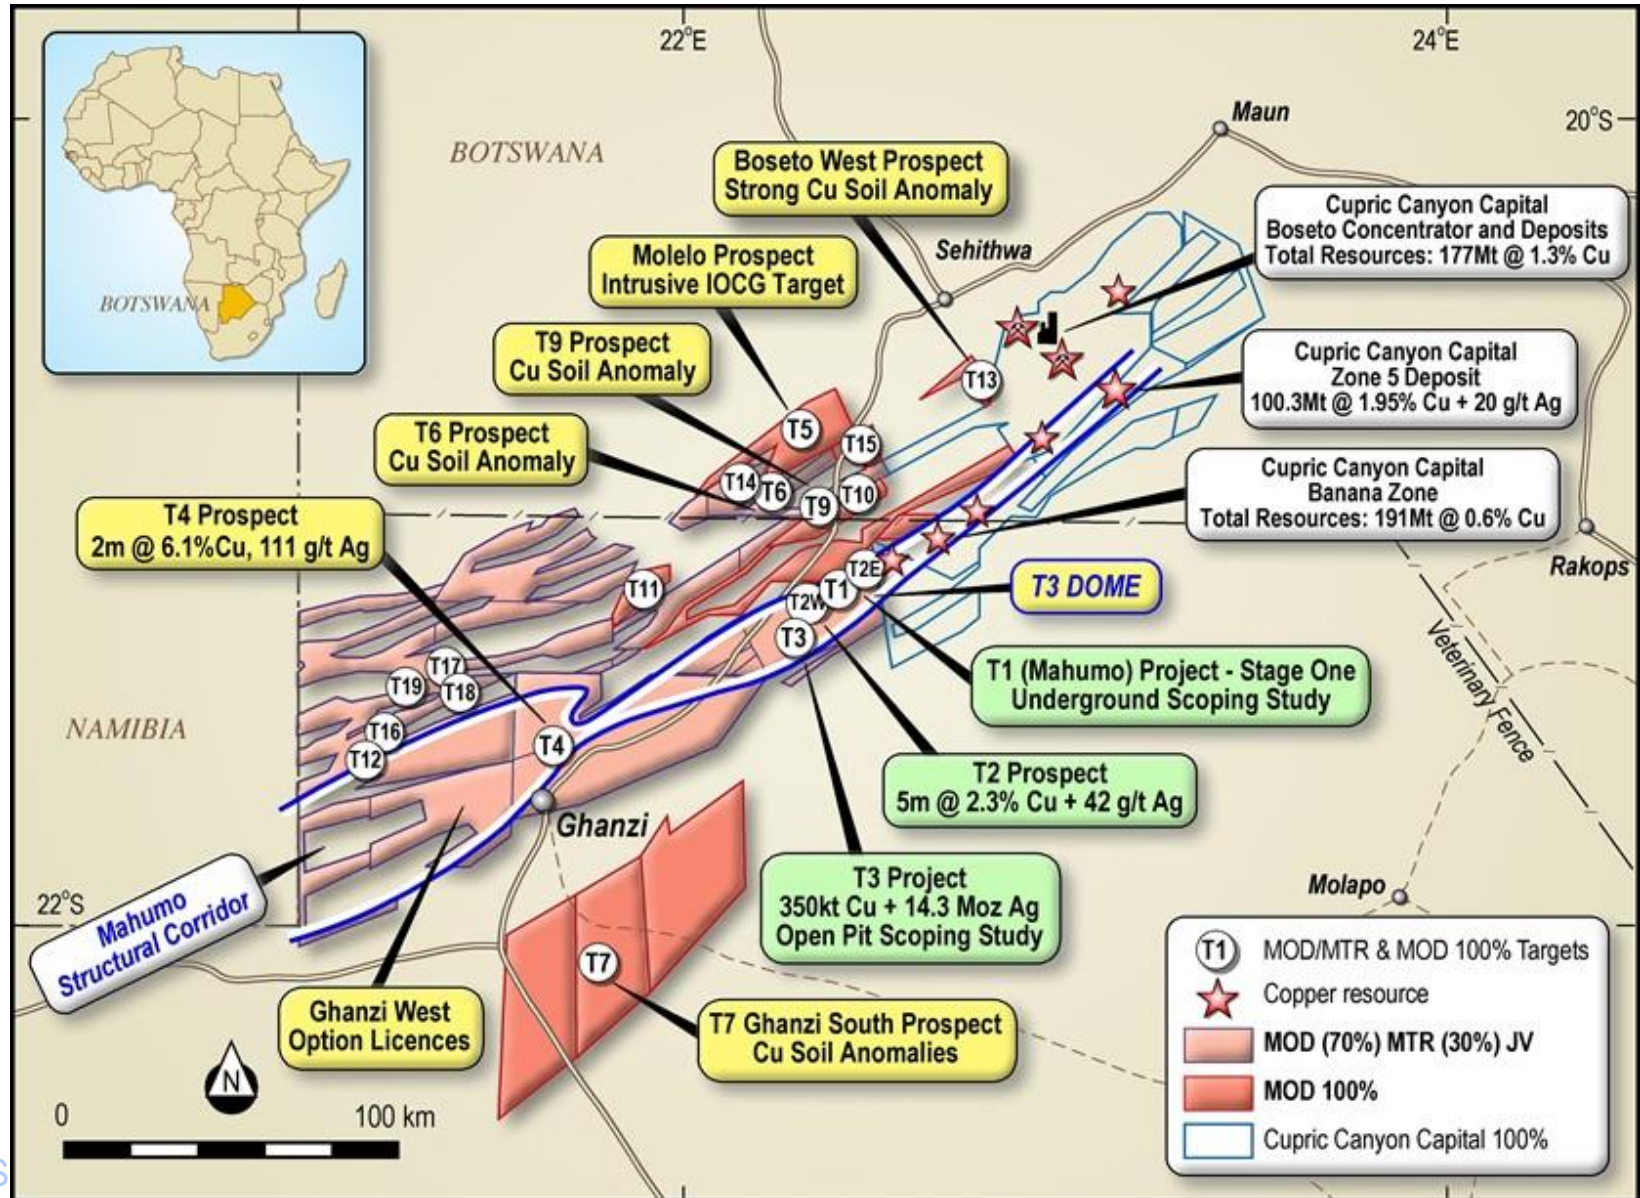 22°E
24°E
20°S
22°S
BOTSWANA
BOTSWANA
NAMIBIA
Maun
Sehithwa
Rakops
Molapo
Ghanzi
Veterinary Fence
Boseto West Prospect
Strong Cu Soil Anomaly
Molelo Prospect
Intrusive IOCG Target
T9 Prospect
Cu Soil Anomaly
T6 Prospect
Cu Soil Anomaly
T4 Prospect
2m @ 6.1%Cu, 111 g/t Ag
Cupric Canyon Capital
Boseto Concentrator and Deposits
Total Resources: 177Mt @ 1.3% Cu
Cupric Canyon Capital
Zone 5 Deposit
100.3Mt @ 1.95% Cu + 20 g/t Ag
Cupric Canyon Capital
Banana Zone
Total Resources: 191Mt @ 0.6% Cu
T3 DOME
T1 (Mahumo) Project - Stage One
Underground Scoping Study
T2 Prospect
5m @ 2.3% Cu + 42 g/t Ag
T3 Project
350kt Cu + 14.3 Moz Ag
Open Pit Scoping Study
T7 Ghanzi South Prospect
Cu Soil Anomalies
Ghanzi West
Option Licences
Mahumo
Structural Corridor
T13
T5
T15
T14
T6
T9
T10
T2E
T1
T2W
T3
T11
T17
T19
T18
T16
T12
T4
T7
N
0
100 km
T1
MOD/MTR & MOD 100% Targets
Copper resource
MOD (70%) MTR (30%) JV
MOD 100%
Cupric Canyon Capital 100%
S